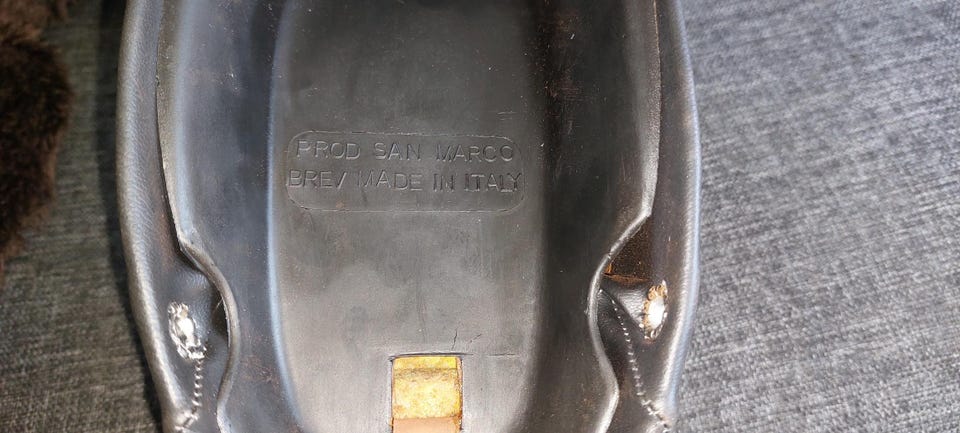 PROD SAN MARCO
BREV MADE IN ITALY